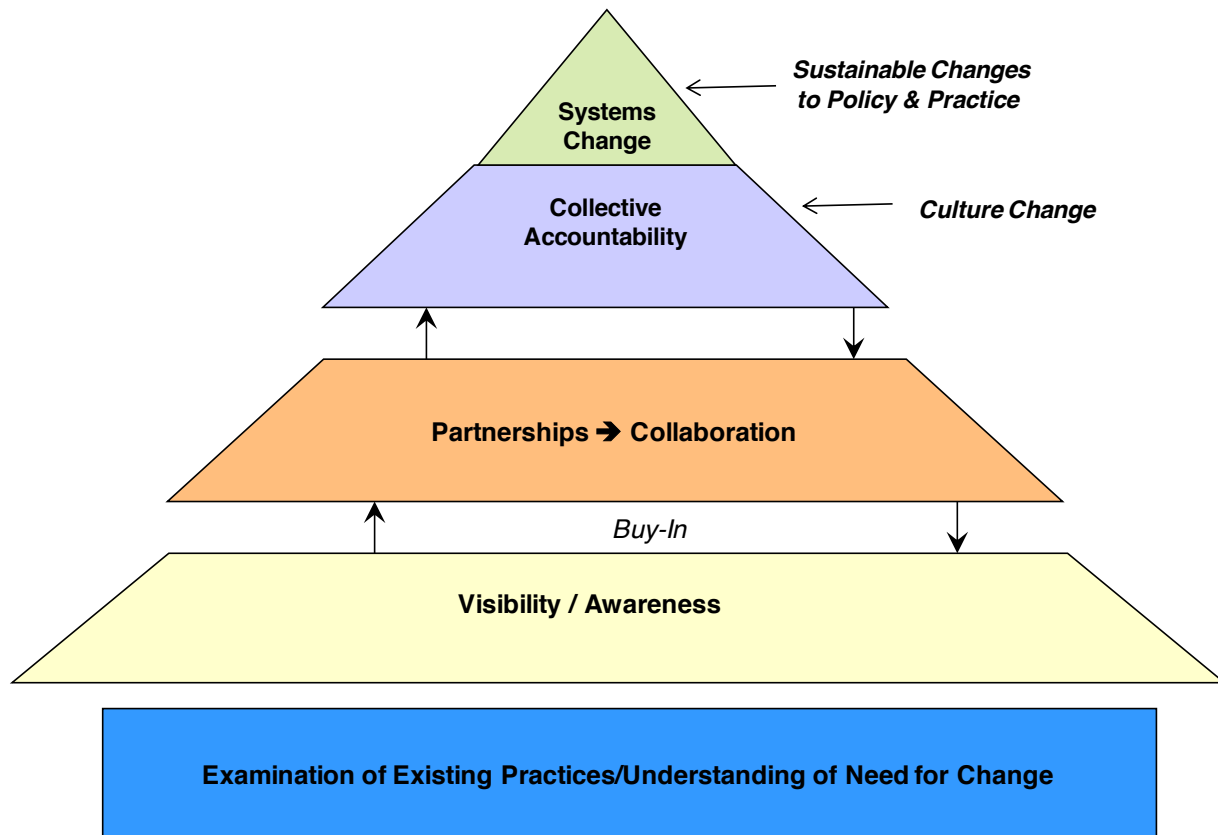 Sustainable Changes
to Policy & Practice
Systems
Change
Collective
Accountability
Culture Change
Partnerships ➔ Collaboration
Buy-In
Visibility / Awareness
Examination of Existing Practices/Understanding of Need for Change